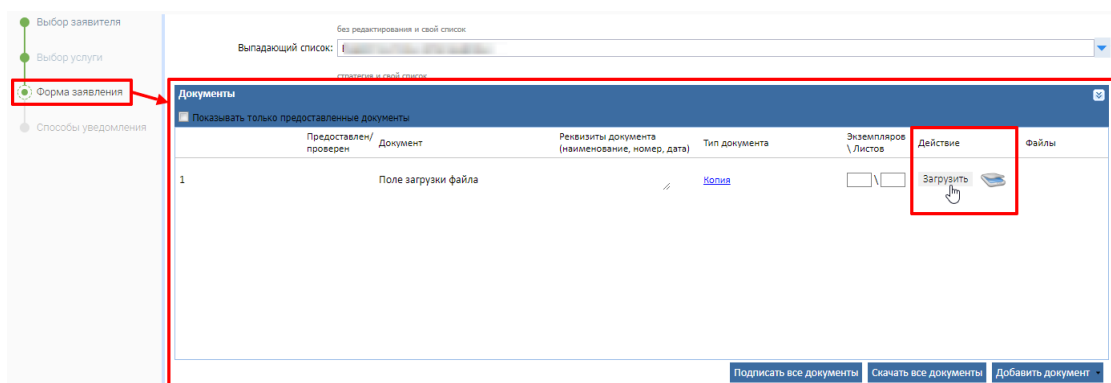 Выбор заявителя
Выбор услуги
Форма заявления
Способы уведомления
без редактирования и свой список
Выпадающий список:
стратегия и свой список
Документы
Показывать только предоставленные документы
Предоставлен/
проверен
Документ
Реквизиты документа
(наименование, номер, дата)
Тип документа
Экземпляров
\ Листов
Действие
Файлы
1
Поле загрузки файла
Копия
\
Загрузить
Подписать все документы
Скачать все документы
Добавить документ